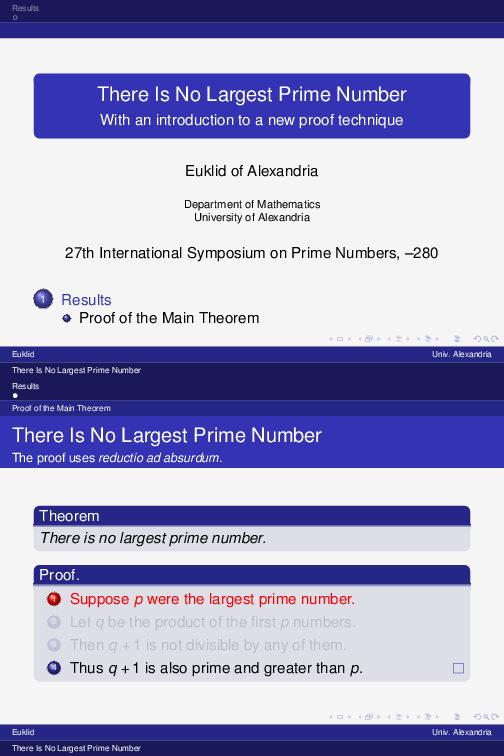 Results
There Is No Largest Prime Number
With an introduction to a new proof technique
Euklid of Alexandria
Department of Mathematics
University of Alexandria
27th International Symposium on Prime Numbers, –280
1 Results
Proof of the Main Theorem
Euklid Univ. Alexandria
There Is No Largest Prime Number
Results
Proof of the Main Theorem
There Is No Largest Prime Number
The proof uses reductio ad absurdum.
Theorem
There is no largest prime number.
Proof.
Suppose p were the largest prime number.
Let q be the product of the first p numbers.
Then q + 1 is not divisible by any of them.
Thus q + 1 is also prime and greater than p.
Euklid Univ. Alexandria
There Is No Largest Prime Number